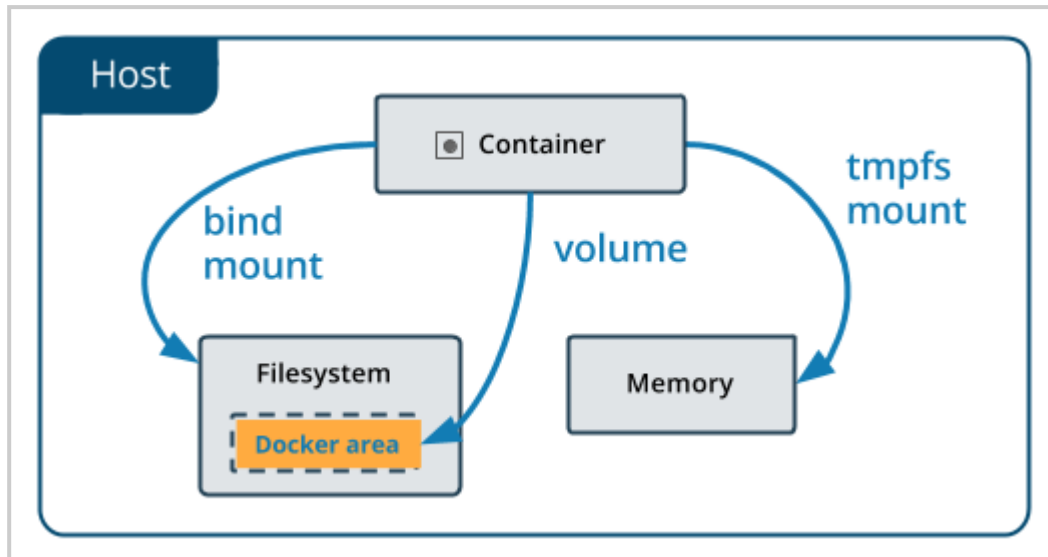 Host
Container
bind
mount
volume
tmpfs
mount
Filesystem
Docker area
Memory